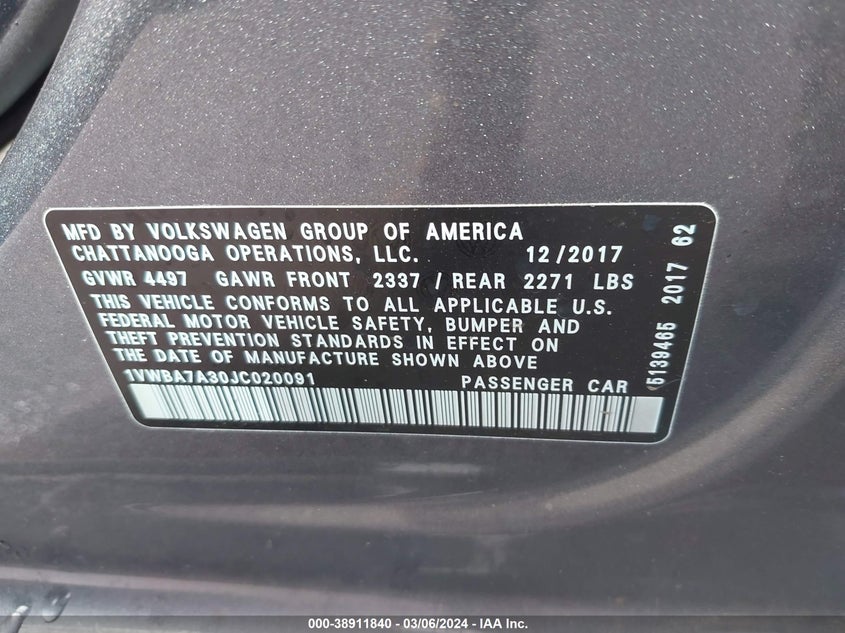 MFD BY VOLKSWAGEN GROUP OF AMERICA
CHATTANOOGA OPERATIONS, LLC. 12/2017
GVWR 4497 GAWR FRONT 2337 / REAR 2271 LBS
THIS VEHICLE CONFORMS TO ALL APPLICABLE U.S.
FEDERAL MOTOR VEHICLE SAFETY, BUMPER AND
THEFT PREVENTION STANDARDS IN EFFECT ON
THE DATE OF MANUFACTURE SHOWN ABOVE
1VWBA7A30JC020091 PASSENGER CAR
5139465 2017 62
000-38911840 - 03/06/2024 - IAA Inc.